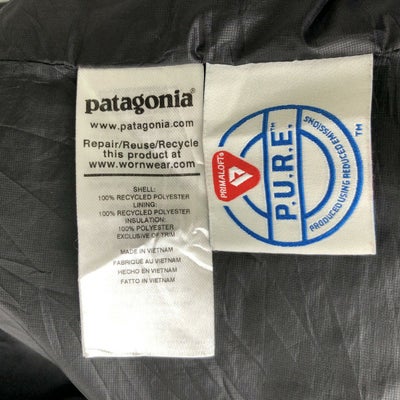 patagonia®
www.patagonia.com
Repair/Reuse/Recycle
this product at
www.wornwear.com
SHELL:
100% RECYCLED POLYESTER
LINING:
100% RECYCLED POLYESTER
INSULATION:
100% POLYESTER
EXCLUSIVE OF TRIM
MADE IN VIETNAM
FABRIQUÉ AU VIETNAM
HECHO EN VIETNAM
FATTO IN VIETNAM
PRIMALOFT®
P.U.R.E.™
PRODUCED USING REDUCED EMISSIONS
™